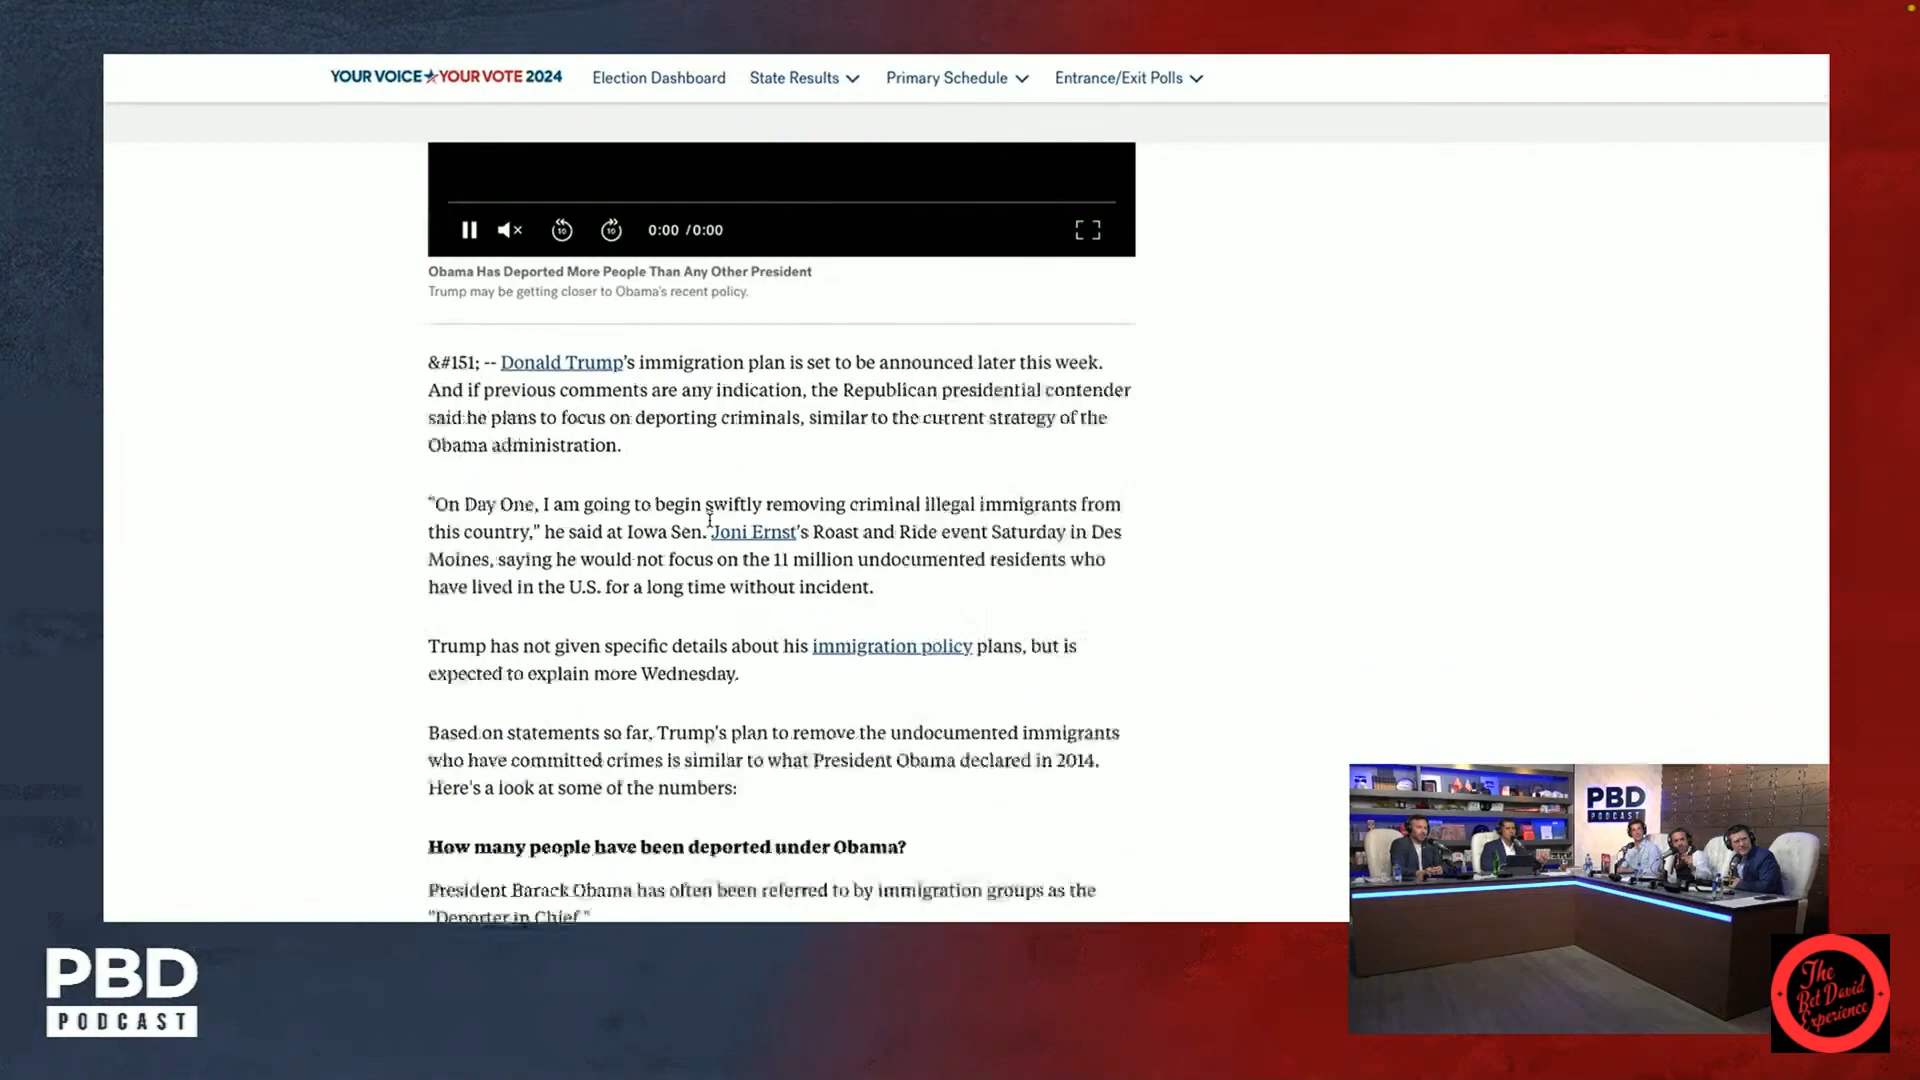 YOUR VOICE★YOUR VOTE 2024 Election Dashboard State Results Primary Schedule Entrance/Exit Polls
10 10 0:00 / 0:00
Obama Has Deported More People Than Any Other President
Trump may be getting closer to Obama's recent policy.
&#151; -- Donald Trump's immigration plan is set to be announced later this week.
And if previous comments are any indication, the Republican presidential contender
said he plans to focus on deporting criminals, similar to the current strategy of the
Obama administration.
"On Day One, I am going to begin swiftly removing criminal illegal immigrants from
this country," he said at Iowa Sen. Joni Ernst's Roast and Ride event Saturday in Des
Moines, saying he would not focus on the 11 million undocumented residents who
have lived in the U.S. for a long time without incident.
Trump has not given specific details about his immigration policy plans, but is
expected to explain more Wednesday.
Based on statements so far, Trump's plan to remove the undocumented immigrants
who have committed crimes is similar to what President Obama declared in 2014.
Here's a look at some of the numbers:
How many people have been deported under Obama?
President Barack Obama has often been referred to by immigration groups as the
"Deporter in Chief."
PBD
PODCAST
PBD
PODCAST
The
Bet David
Experience